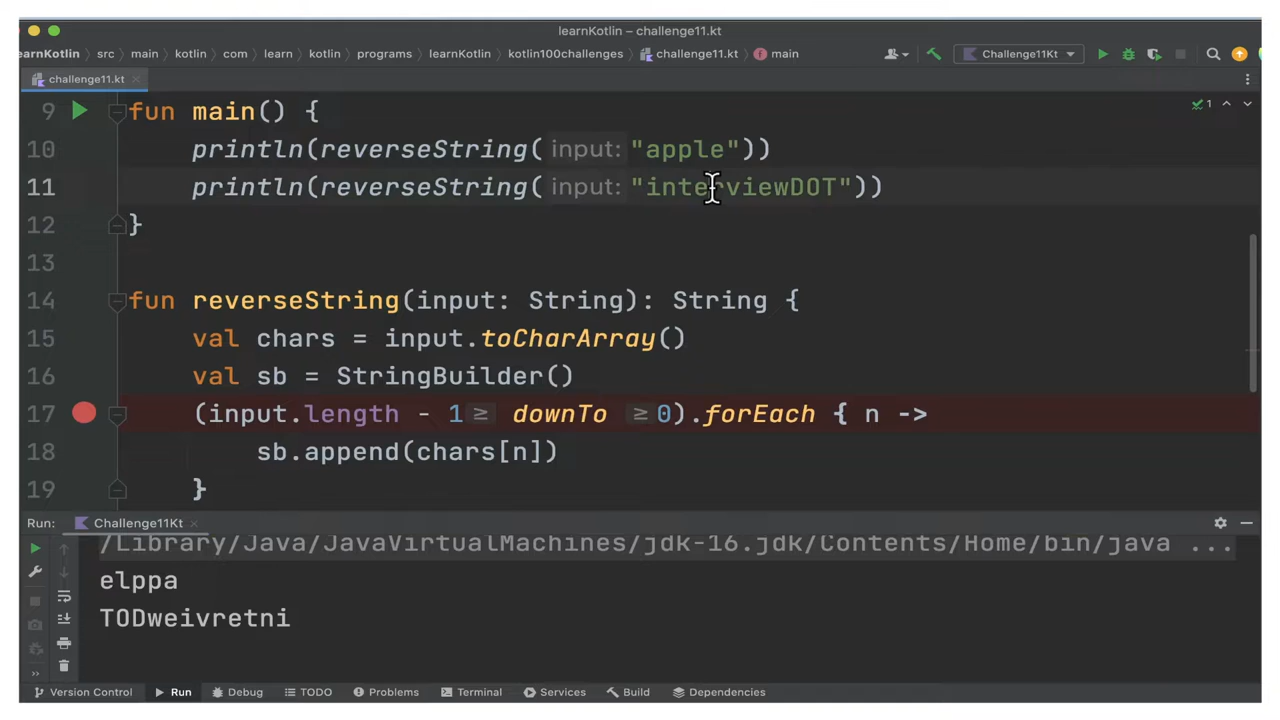 learnKotlin – challenge11.kt
earnKotlin › src › main › kotlin › com › learn › kotlin › programs › learnKotlin › kotlin100challenges › challenge11.kt › main Challenge11Kt
challenge11.kt ×
1
9 fun main() {
10 println(reverseString( input: "apple"))
11 println(reverseString( input: "interviewDOT"))
12 }
13
14 fun reverseString(input: String): String {
15 val chars = input.toCharArray()
16 val sb = StringBuilder()
17 (input.length - 1 ≥ downTo ≥ 0).forEach { n ->
18 sb.append(chars[n])
19 }
Run: Challenge11Kt ×
/Library/Java/JavaVirtualMachines/jdk-16.jdk/Contents/Home/bin/java ...
elppa
TODweivretni
Version Control Run Debug TODO Problems Terminal Services Build Dependencies